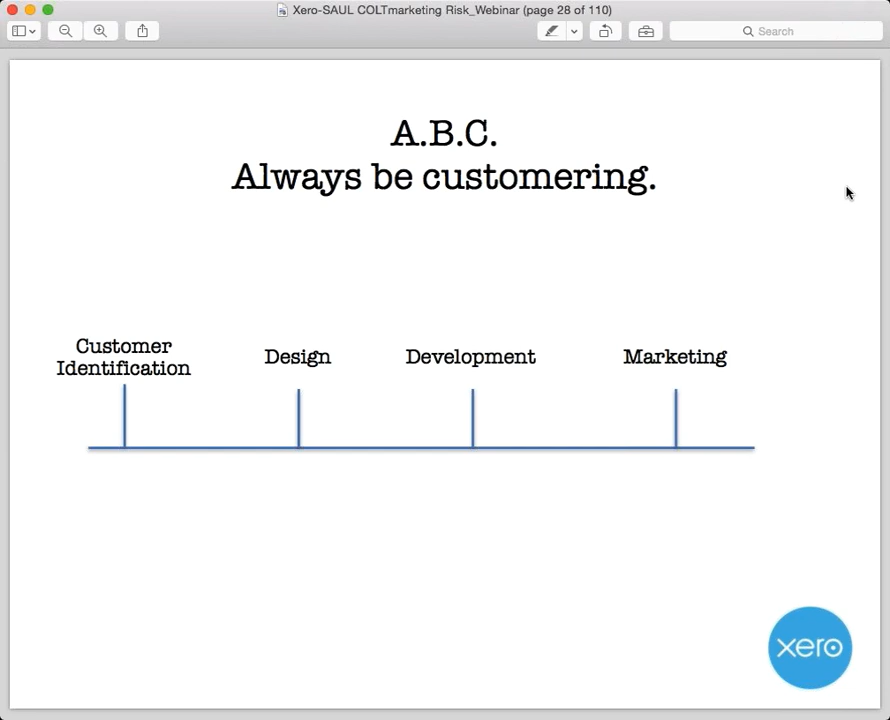 Xero-SAUL COLTmarketing Risk_Webinar (page 28 of 110)
Search
A.B.C.
Always be customering.
Customer
Identification
Design
Development
Marketing
xero